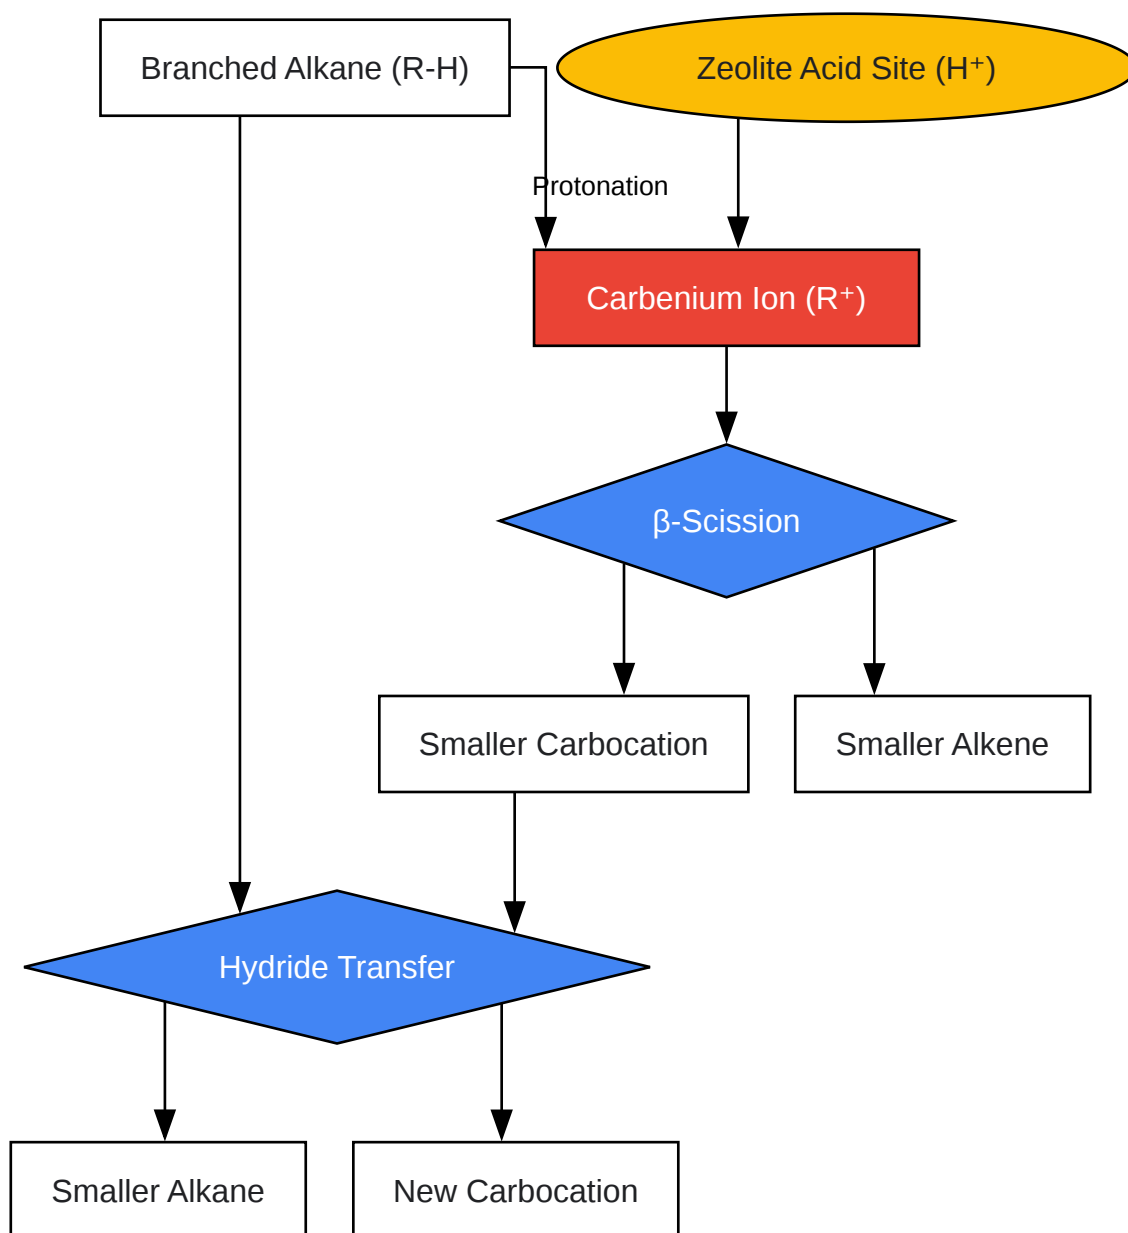 Branched Alkane (R-H)
Zeolite Acid Site (H⁺)
Protonation
Carbenium Ion (R⁺)
β-Scission
Smaller Carbocation
Smaller Alkene
Hydride Transfer
Smaller Alkane
New Carbocation